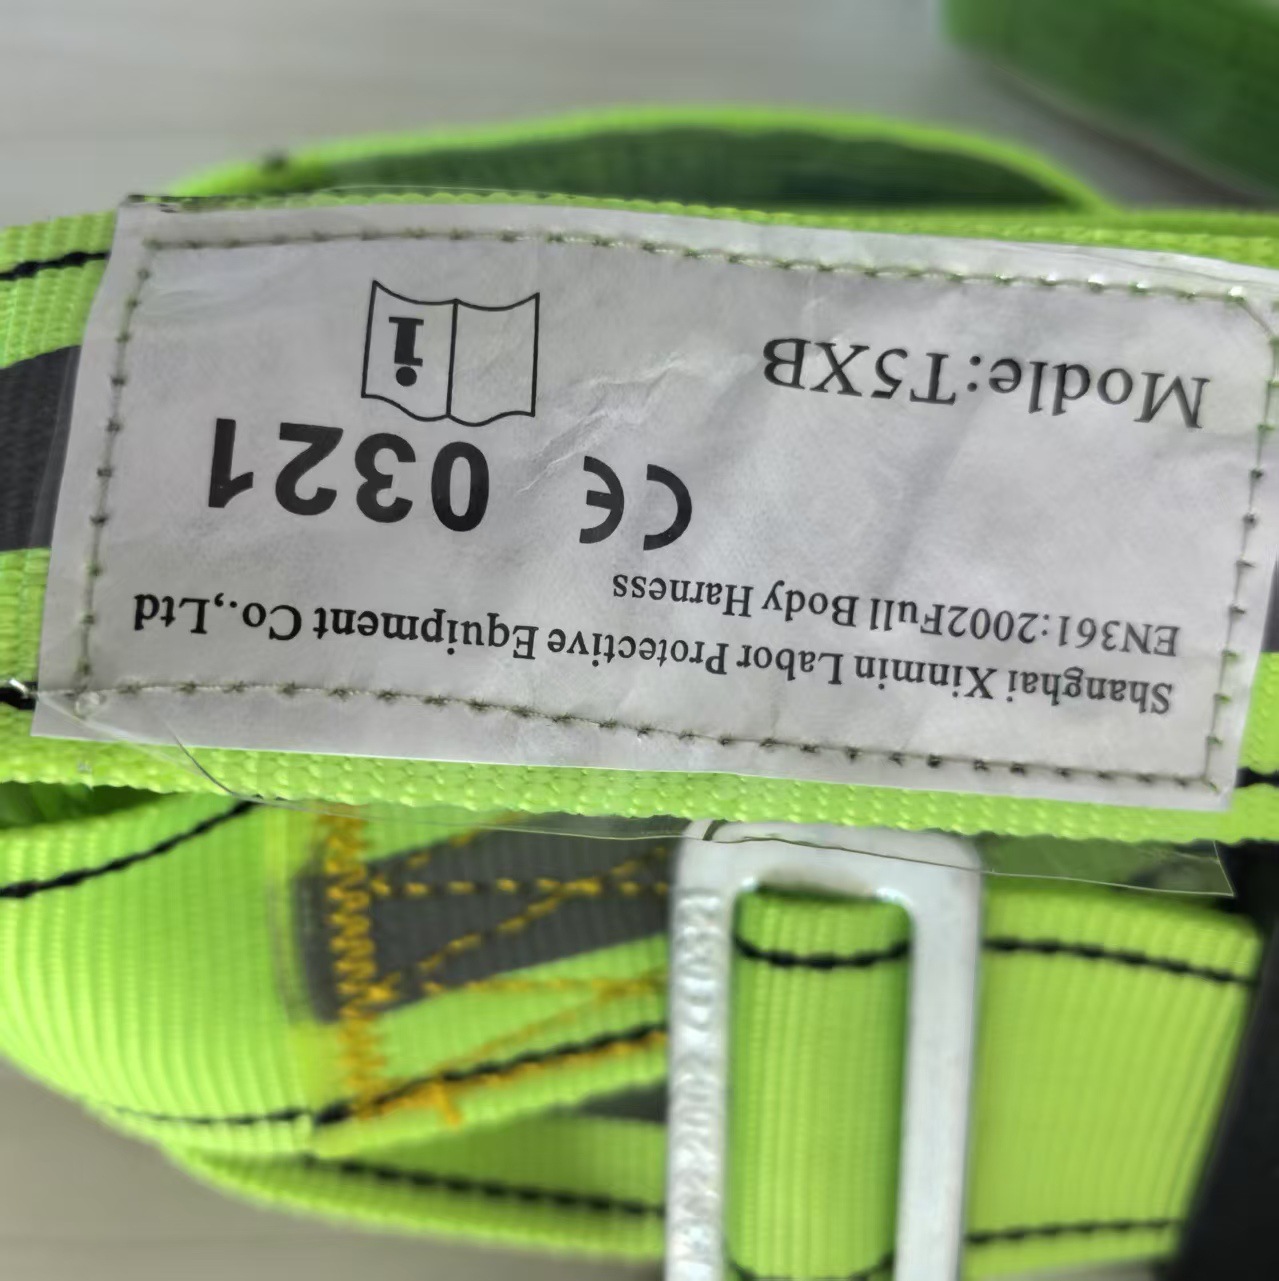 Shanghai Xinmin Labor Protective Equipment Co.,Ltd
EN361:2002Full Body Harness
CE 0321
Modle:T5XB
i